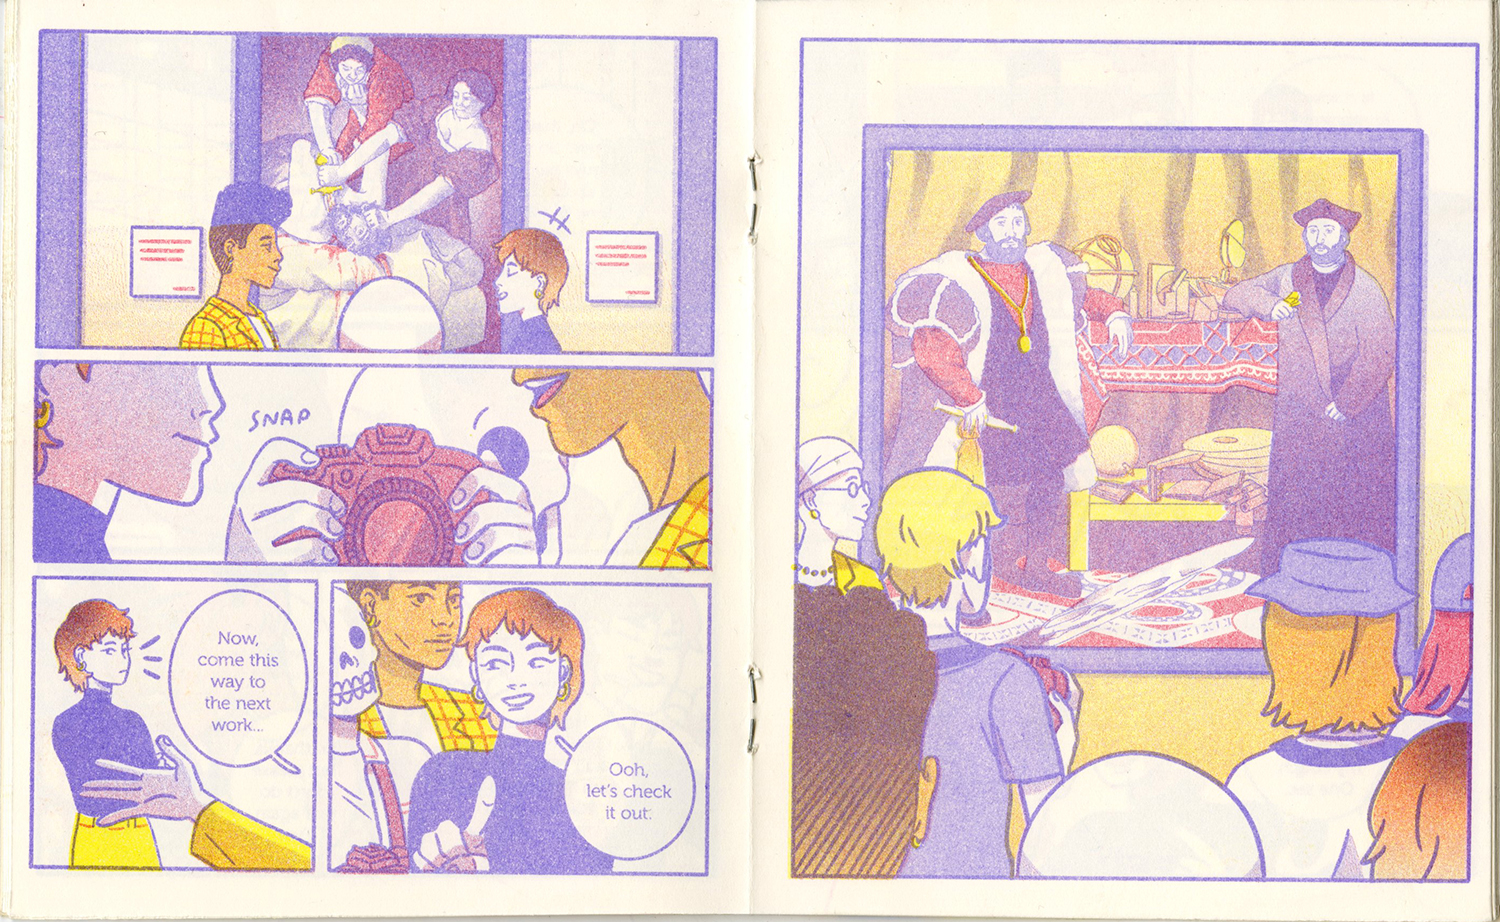 SNAP
Now,
come this
way to
the next
work...
Ooh,
let's check
it out.